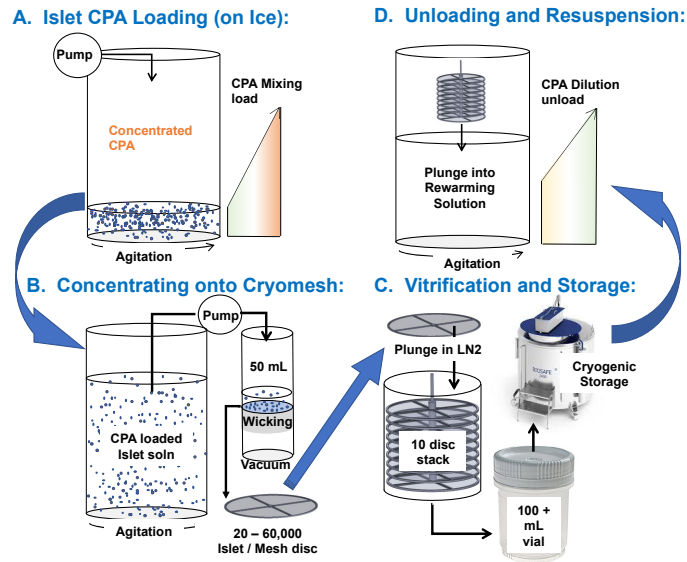 A. Islet CPA Loading (on Ice):
Pump
CPA Mixing
load
Concentrated
CPA
Agitation
B. Concentrating onto Cryomesh:
Pump
50 mL
CPA loaded
Islet soln
Wicking
Vacuum
Agitation
20 – 60,000
Islet / Mesh disc
C. Vitrification and Storage:
Plunge in LN2
10 disc
stack
100 +
mL
vial
BIOSAFE
Cryogenic
Storage
D. Unloading and Resuspension:
CPA Dilution
unload
Plunge into
Rewarming
Solution
Agitation